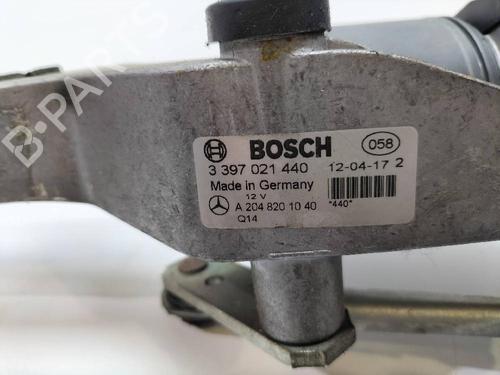 BOSCH 058
3 397 021 440 12-04-17 2
Made in Germany
12 V
A 204 820 10 40 *440*
Q14
B-PARTS